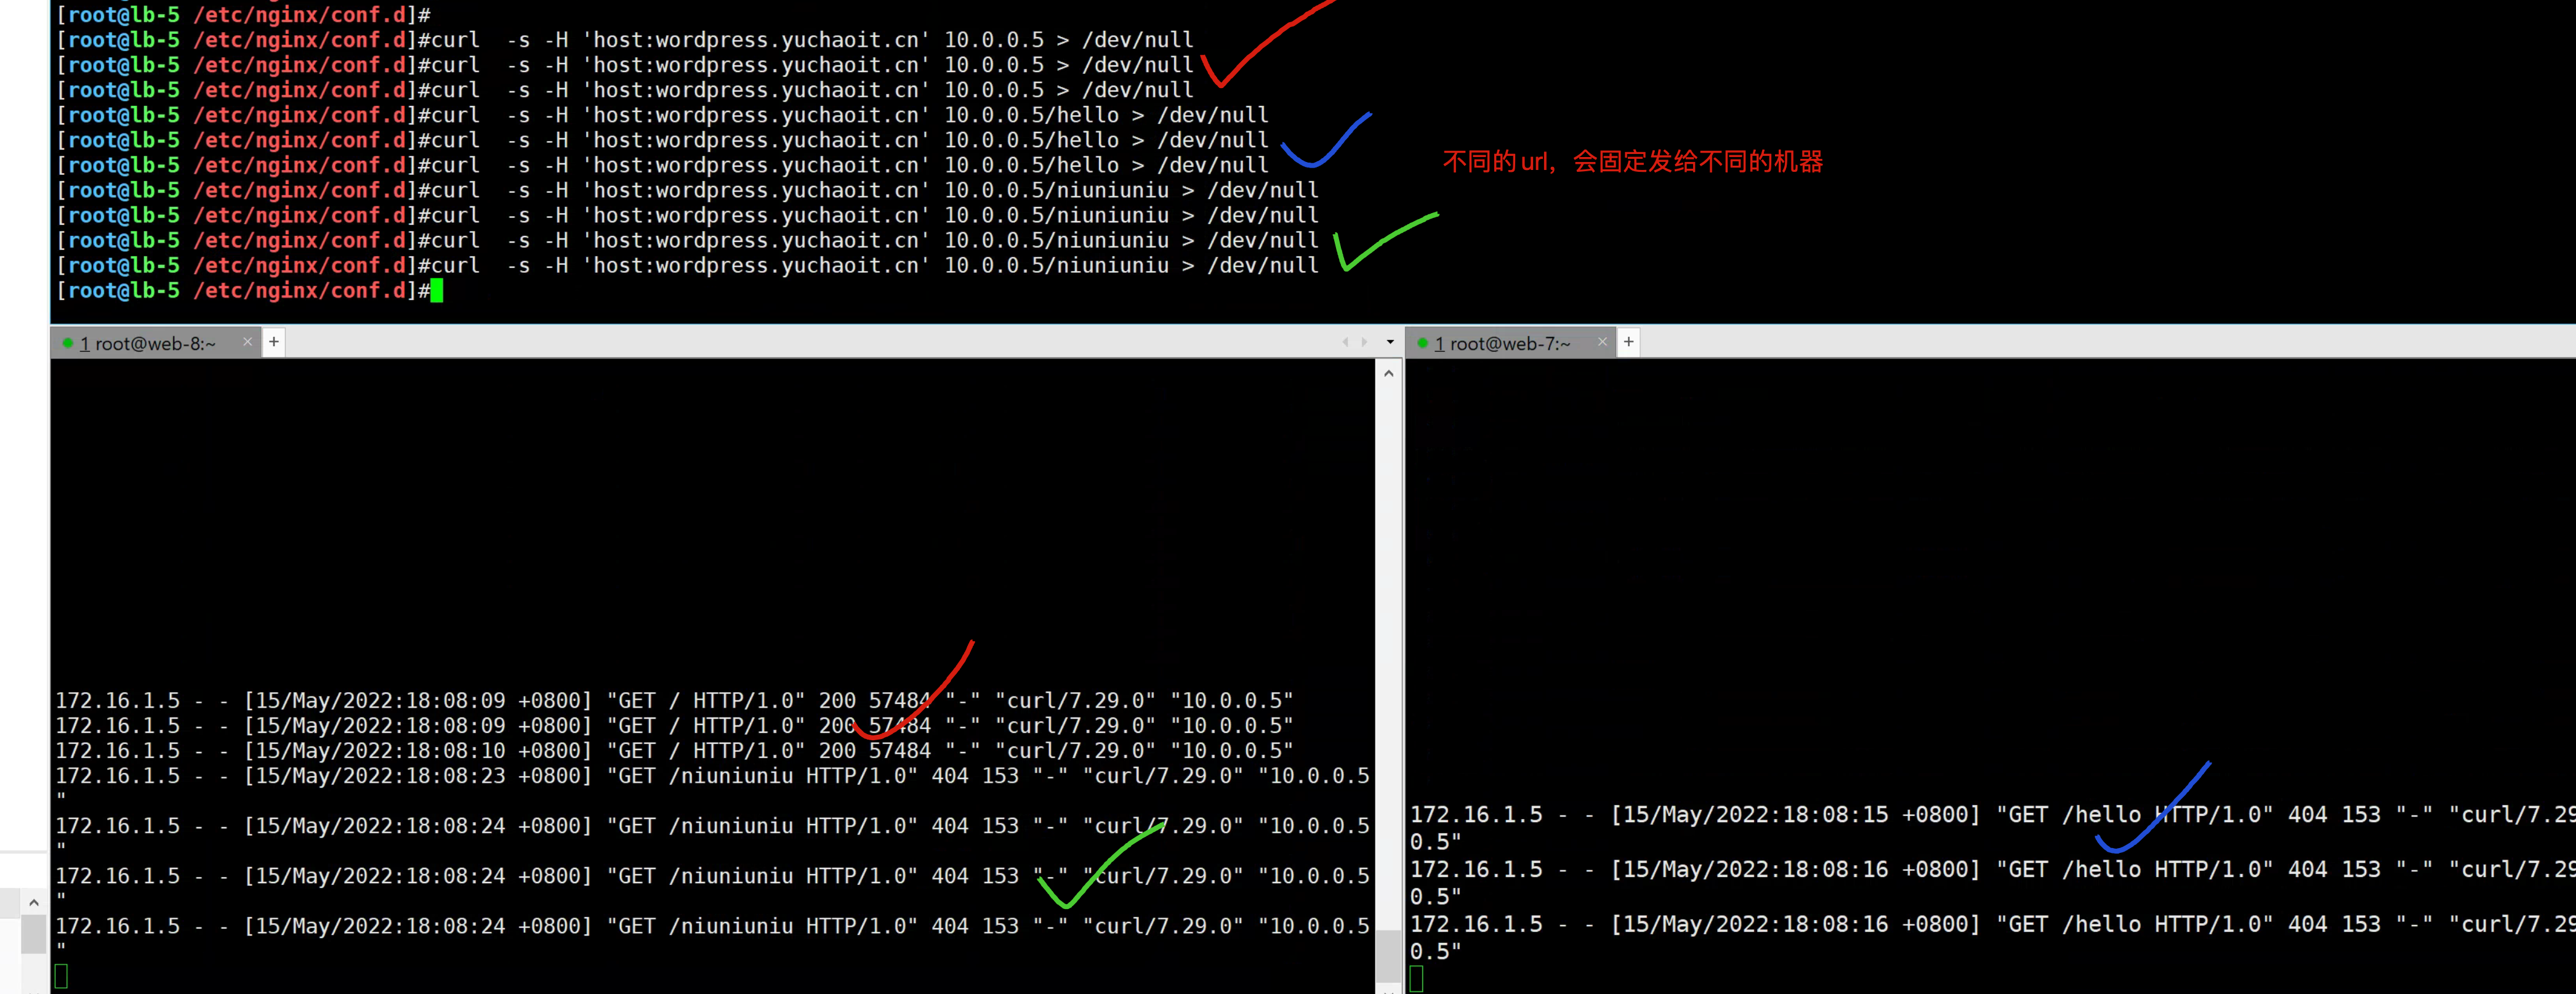 [root@lb-5 /etc/nginx/conf.d]#
[root@lb-5 /etc/nginx/conf.d]#curl  -s -H 'host:wordpress.yuchaoit.cn' 10.0.0.5 > /dev/null
[root@lb-5 /etc/nginx/conf.d]#curl  -s -H 'host:wordpress.yuchaoit.cn' 10.0.0.5 > /dev/null
[root@lb-5 /etc/nginx/conf.d]#curl  -s -H 'host:wordpress.yuchaoit.cn' 10.0.0.5 > /dev/null
[root@lb-5 /etc/nginx/conf.d]#curl  -s -H 'host:wordpress.yuchaoit.cn' 10.0.0.5/hello > /dev/null
[root@lb-5 /etc/nginx/conf.d]#curl  -s -H 'host:wordpress.yuchaoit.cn' 10.0.0.5/hello > /dev/null
[root@lb-5 /etc/nginx/conf.d]#curl  -s -H 'host:wordpress.yuchaoit.cn' 10.0.0.5/hello > /dev/null
[root@lb-5 /etc/nginx/conf.d]#curl  -s -H 'host:wordpress.yuchaoit.cn' 10.0.0.5/niuniuniu > /dev/null
[root@lb-5 /etc/nginx/conf.d]#curl  -s -H 'host:wordpress.yuchaoit.cn' 10.0.0.5/niuniuniu > /dev/null
[root@lb-5 /etc/nginx/conf.d]#curl  -s -H 'host:wordpress.yuchaoit.cn' 10.0.0.5/niuniuniu > /dev/null
[root@lb-5 /etc/nginx/conf.d]#curl  -s -H 'host:wordpress.yuchaoit.cn' 10.0.0.5/niuniuniu > /dev/null
[root@lb-5 /etc/nginx/conf.d]#
不同的url，会固定发给不同的机器
1 root@web-8:~
172.16.1.5 - - [15/May/2022:18:08:09 +0800] "GET / HTTP/1.0" 200 57484 "-" "curl/7.29.0" "10.0.0.5"
172.16.1.5 - - [15/May/2022:18:08:09 +0800] "GET / HTTP/1.0" 200 57484 "-" "curl/7.29.0" "10.0.0.5"
172.16.1.5 - - [15/May/2022:18:08:10 +0800] "GET / HTTP/1.0" 200 57484 "-" "curl/7.29.0" "10.0.0.5"
172.16.1.5 - - [15/May/2022:18:08:23 +0800] "GET /niuniuniu HTTP/1.0" 404 153 "-" "curl/7.29.0" "10.0.0.5
"
172.16.1.5 - - [15/May/2022:18:08:24 +0800] "GET /niuniuniu HTTP/1.0" 404 153 "-" "curl/7.29.0" "10.0.0.5
"
172.16.1.5 - - [15/May/2022:18:08:24 +0800] "GET /niuniuniu HTTP/1.0" 404 153 "-" "curl/7.29.0" "10.0.0.5
"
172.16.1.5 - - [15/May/2022:18:08:24 +0800] "GET /niuniuniu HTTP/1.0" 404 153 "-" "curl/7.29.0" "10.0.0.5
"
1 root@web-7:~
172.16.1.5 - - [15/May/2022:18:08:15 +0800] "GET /hello HTTP/1.0" 404 153 "-" "curl/7.29
0.5"
172.16.1.5 - - [15/May/2022:18:08:16 +0800] "GET /hello HTTP/1.0" 404 153 "-" "curl/7.29
0.5"
172.16.1.5 - - [15/May/2022:18:08:16 +0800] "GET /hello HTTP/1.0" 404 153 "-" "curl/7.29
0.5"